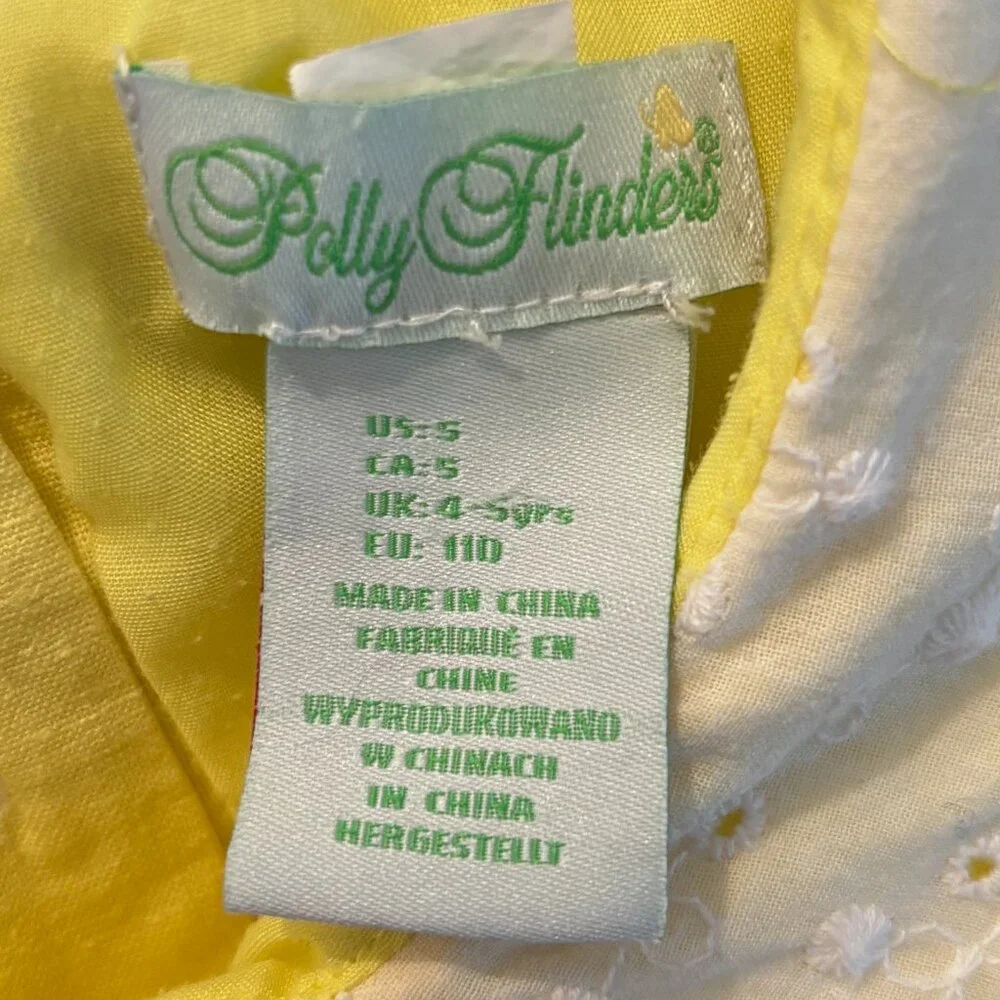 Polly Flinders®
US: 5
CA: 5
UK: 4-5yrs
EU: 110
MADE IN CHINA
FABRIQUÉ EN
CHINE
WYPRODUKOWANO
W CHINACH
IN CHINA
HERGESTELLT